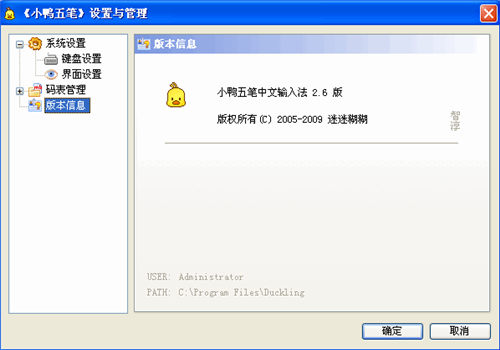 《小鸭五笔》设置与管理
系统设置
键盘设置
界面设置
码表管理
版本信息
版本信息
小鸭五笔中文输入法 2.6 版
版权所有(C) 2005-2009 迷迷糊糊
USER: Administrator
PATH: C:\Program Files\Duckling
确定
取消